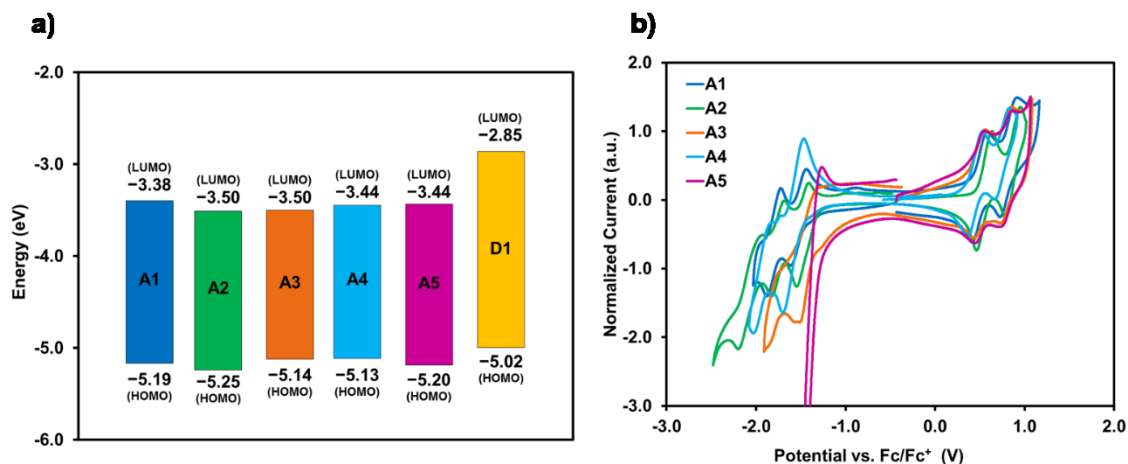 a)
-2.0
-3.0
-4.0
-5.0
-6.0
Energy (eV)
(LUMO)
−3.38
A1
−5.19
(HOMO)
(LUMO)
−3.50
A2
−5.25
(HOMO)
(LUMO)
−3.50
A3
−5.14
(HOMO)
(LUMO)
−3.44
A4
−5.13
(HOMO)
(LUMO)
−3.44
A5
−5.20
(HOMO)
(LUMO)
−2.85
D1
−5.02
(HOMO)
b)
2.0
1.0
0.0
-1.0
-2.0
-3.0
Normalized Current (a.u.)
A1
A2
A3
A4
A5
-3.0 -2.0 -1.0 0.0 1.0 2.0
Potential vs. Fc/Fc⁺ (V)